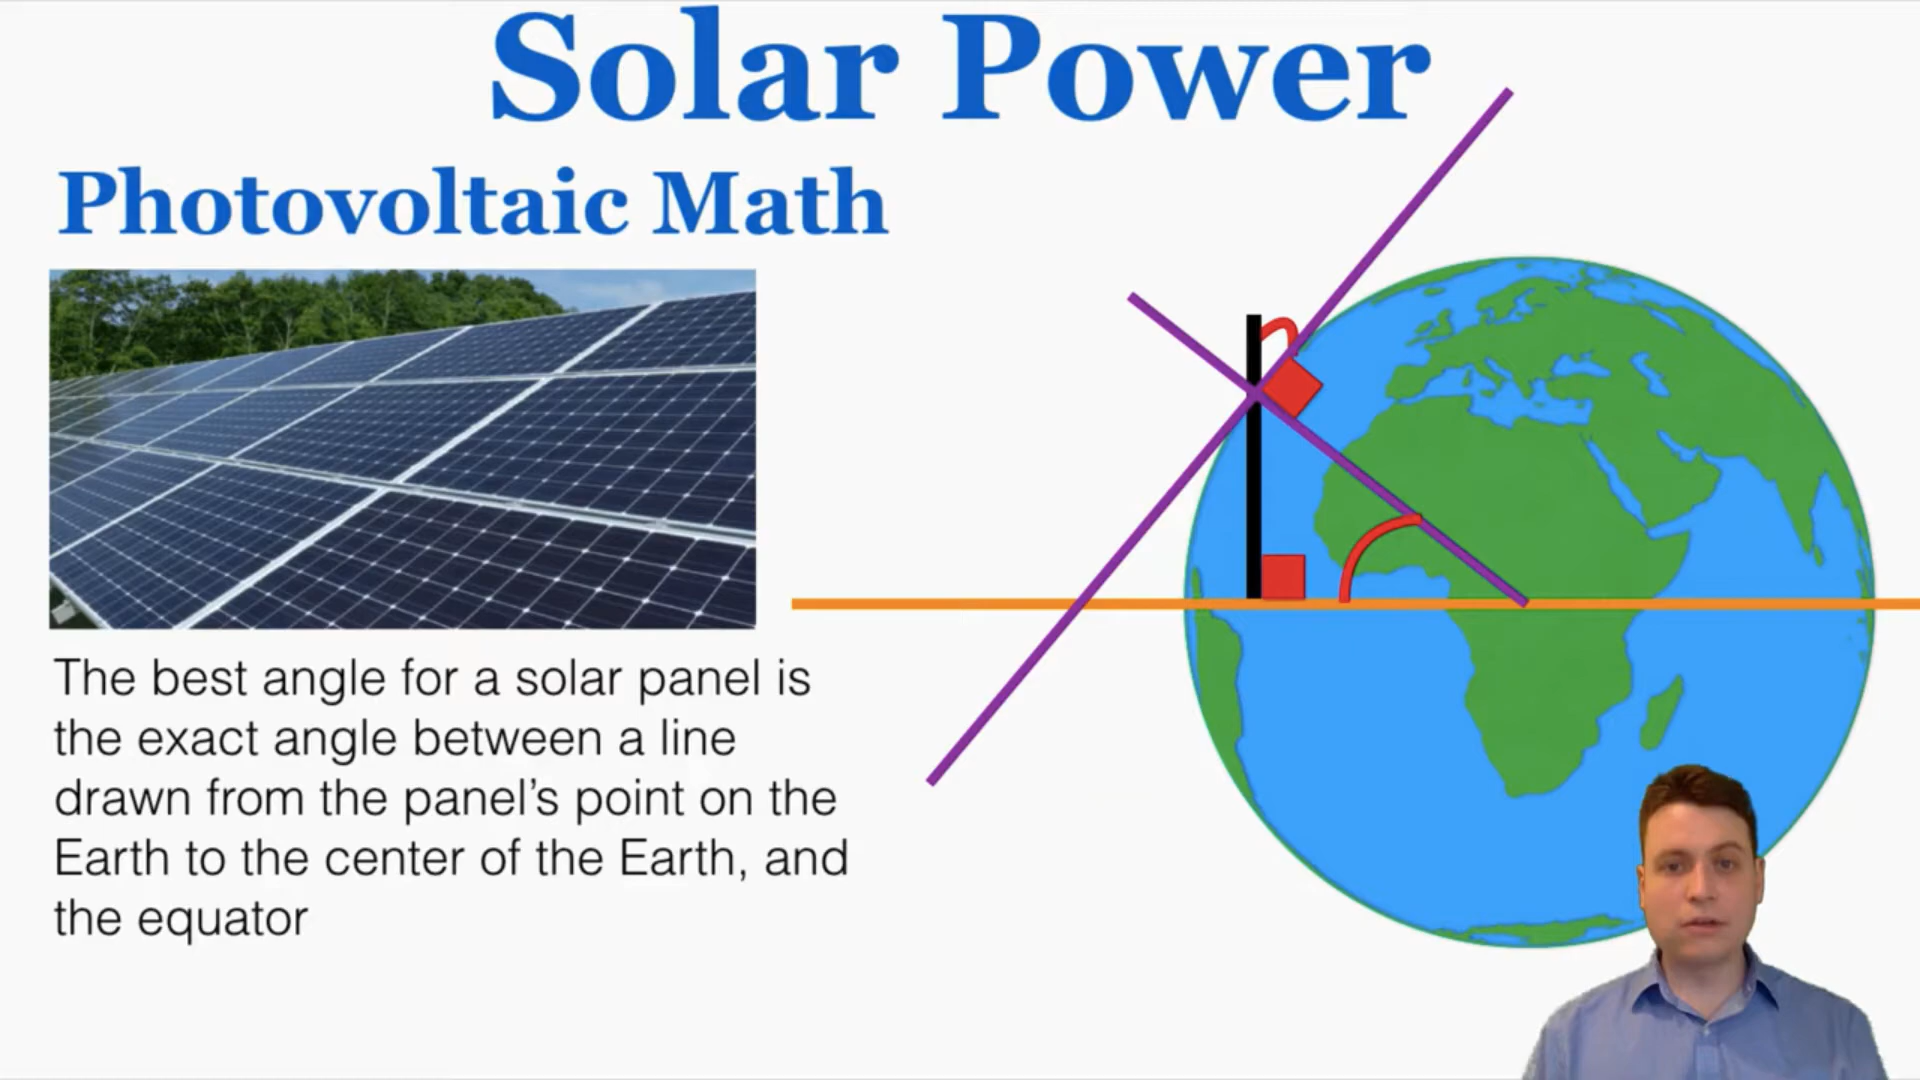 Solar Power
Photovoltaic Math
The best angle for a solar panel is
the exact angle between a line
drawn from the panel's point on the
Earth to the center of the Earth, and
the equator